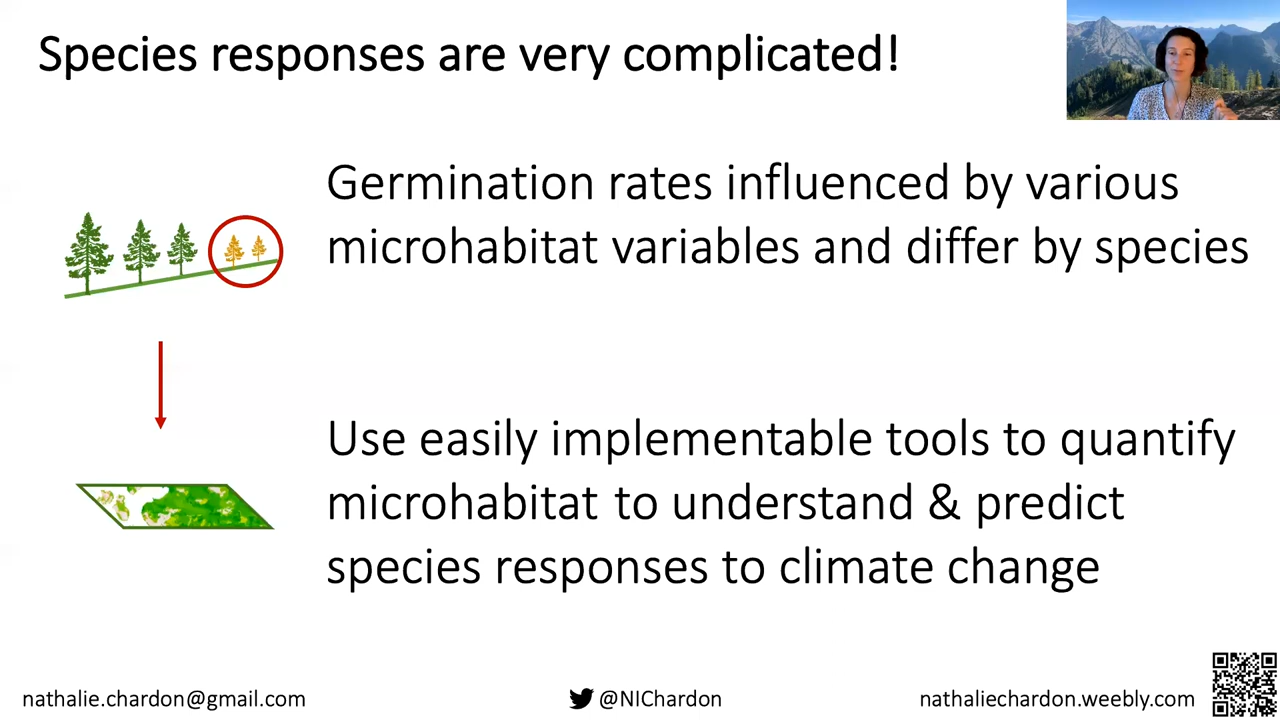 Species responses are very complicated!
Germination rates influenced by various
microhabitat variables and differ by species
Use easily implementable tools to quantify
microhabitat to understand & predict
species responses to climate change
nathalie.chardon@gmail.com
@NIChardon
nathaliechardon.weebly.com